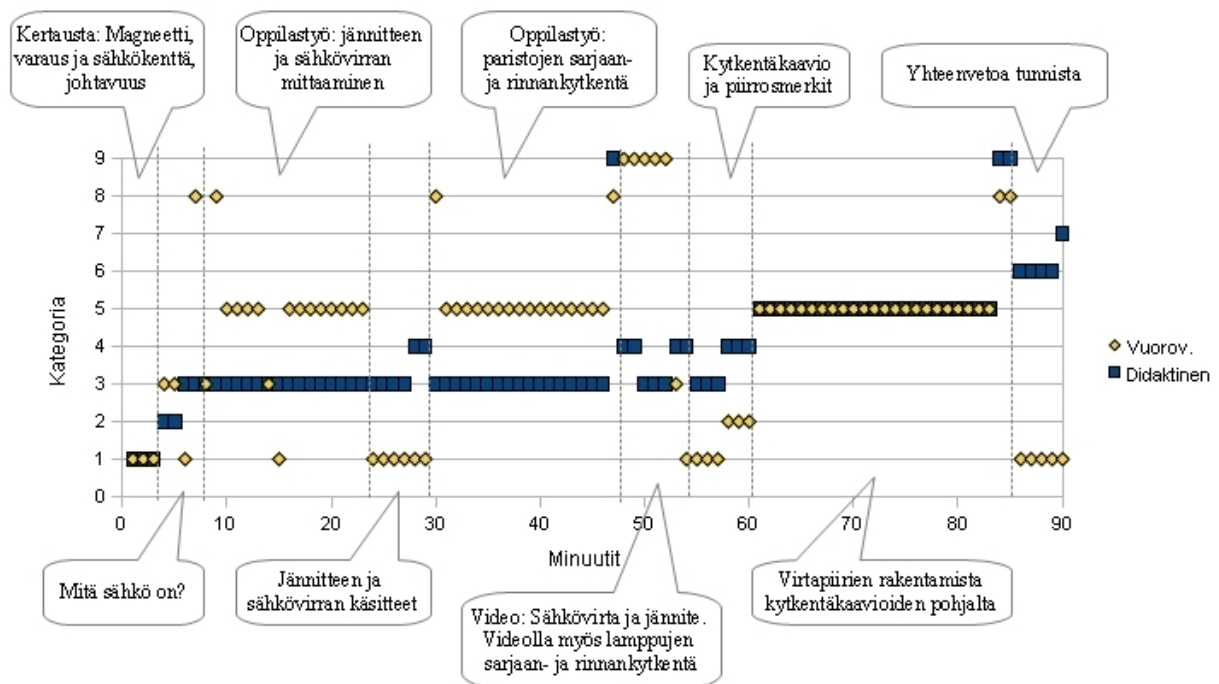 Kertausta: Magneetti,
varaus ja sähkökenttä,
johtavuus
Oppilastyö: jännitteen
ja sähkövirran
mittaaminen
Oppilastyö:
paristojen sarjaan-
ja rinnankytkentä
Kytkentäkaavio
ja piirrosmerkit
Yhteenvetoa tunnista
Kategoria
9
8
7
6
5
4
3
2
1
0
0 10 20 30 40 50 60 70 80 90
Minuutit
Vuorov.
Didaktinen
Mitä sähkö on?
Jännitteen ja
sähkövirran käsitteet
Video: Sähkövirta ja jännite.
Videolla myös lamppujen
sarjaan- ja rinnankytkentä
Virtapiirien rakentamista
kytkentäkaavioiden pohjalta